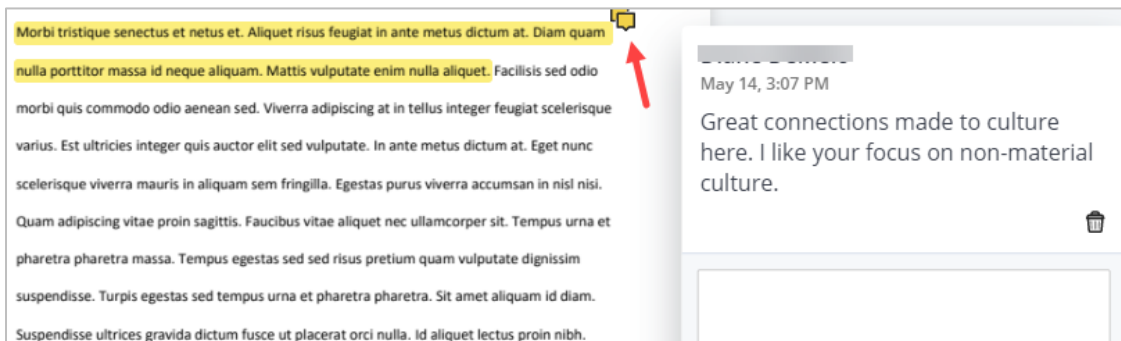 Morbi tristique senectus et netus et. Aliquet risus feugiat in ante metus dictum at. Diam quam
nulla porttitor massa id neque aliquam. Mattis vulputate enim nulla aliquet. Facilisis sed odio
morbi quis commodo odio aenean sed. Viverra adipiscing at in tellus integer feugiat scelerisque
varius. Est ultricies integer quis auctor elit sed vulputate. In ante metus dictum at. Eget nunc
scelerisque viverra mauris in aliquam sem fringilla. Egestas purus viverra accumsan in nisl nisi.
Quam adipiscing vitae proin sagittis. Faucibus vitae aliquet nec ullamcorper sit. Tempus urna et
pharetra pharetra massa. Tempus egestas sed sed risus pretium quam vulputate dignissim
suspendisse. Turpis egestas sed tempus urna et pharetra pharetra. Sit amet aliquam id diam.
Suspendisse ultrices gravida dictum fusce ut placerat orci nulla. Id aliquet lectus proin nibh.
May 14, 3:07 PM
Great connections made to culture
here. I like your focus on non-material
culture.